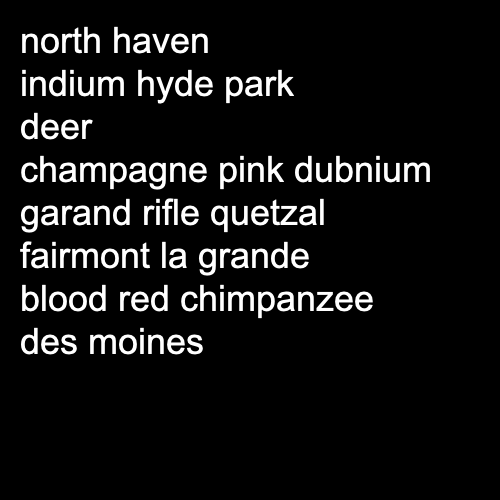 north haven
indium hyde park
deer
champagne pink dubnium
garand rifle quetzal
fairmont la grande
blood red chimpanzee
des moines